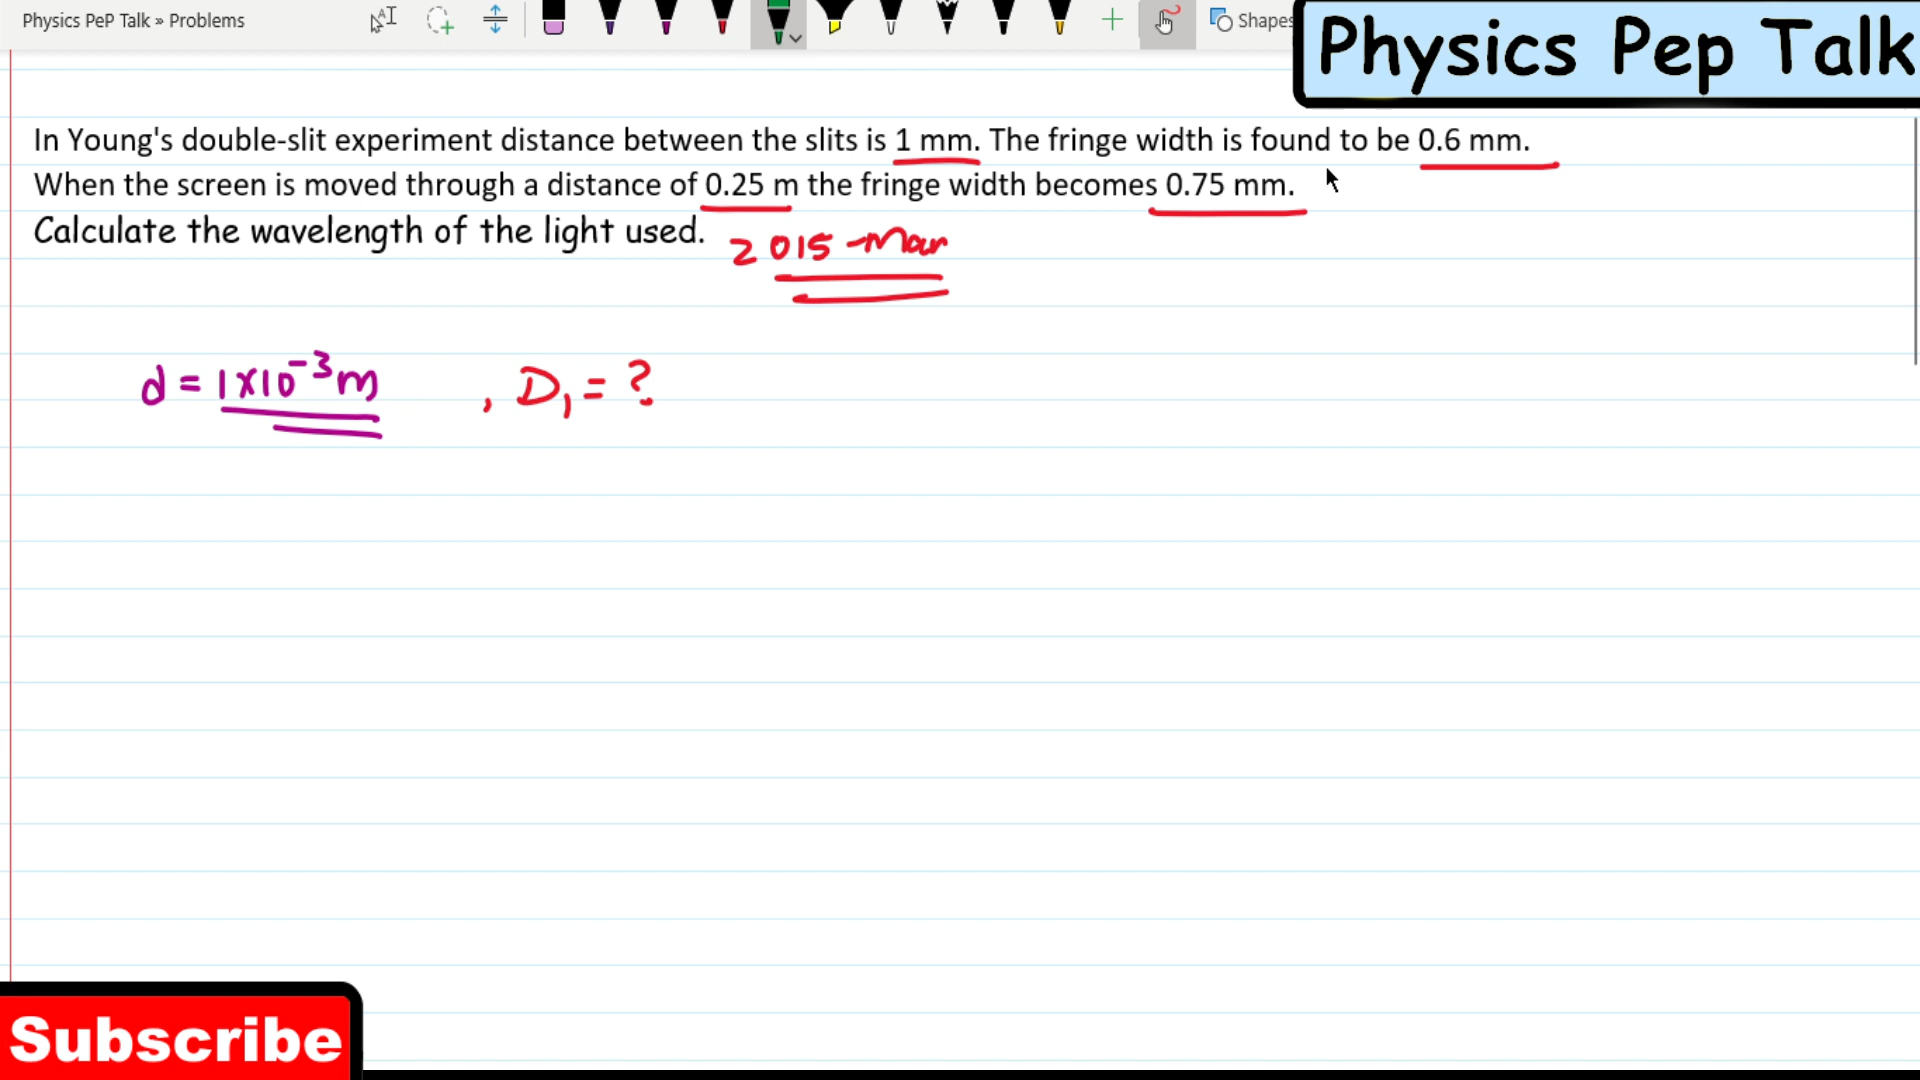 Physics PeP Talk » Problems
Shapes
Physics Pep Talk
In Young's double-slit experiment distance between the slits is 1 mm. The fringe width is found to be 0.6 mm.
When the screen is moved through a distance of 0.25 m the fringe width becomes 0.75 mm.
Calculate the wavelength of the light used.
2015 -Mar
d = 1×10⁻³m , D₁ = ?
Subscribe